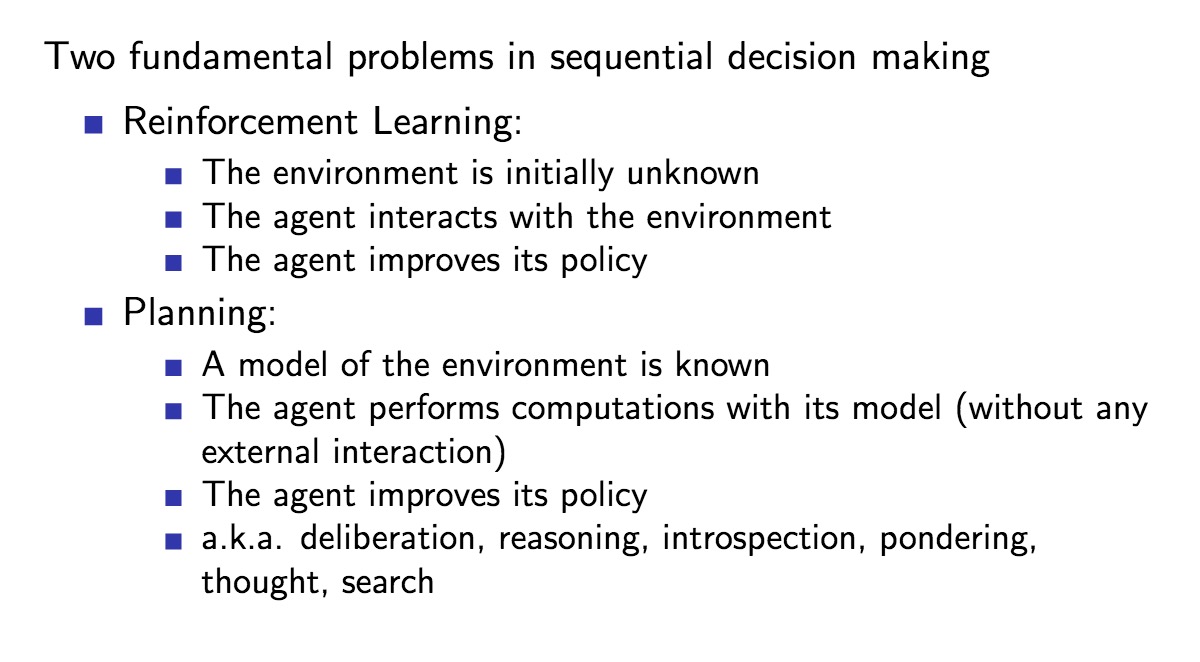 Two fundamental problems in sequential decision making
Reinforcement Learning:
The environment is initially unknown
The agent interacts with the environment
The agent improves its policy
Planning:
A model of the environment is known
The agent performs computations with its model (without any
external interaction)
The agent improves its policy
a.k.a. deliberation, reasoning, introspection, pondering,
thought, search